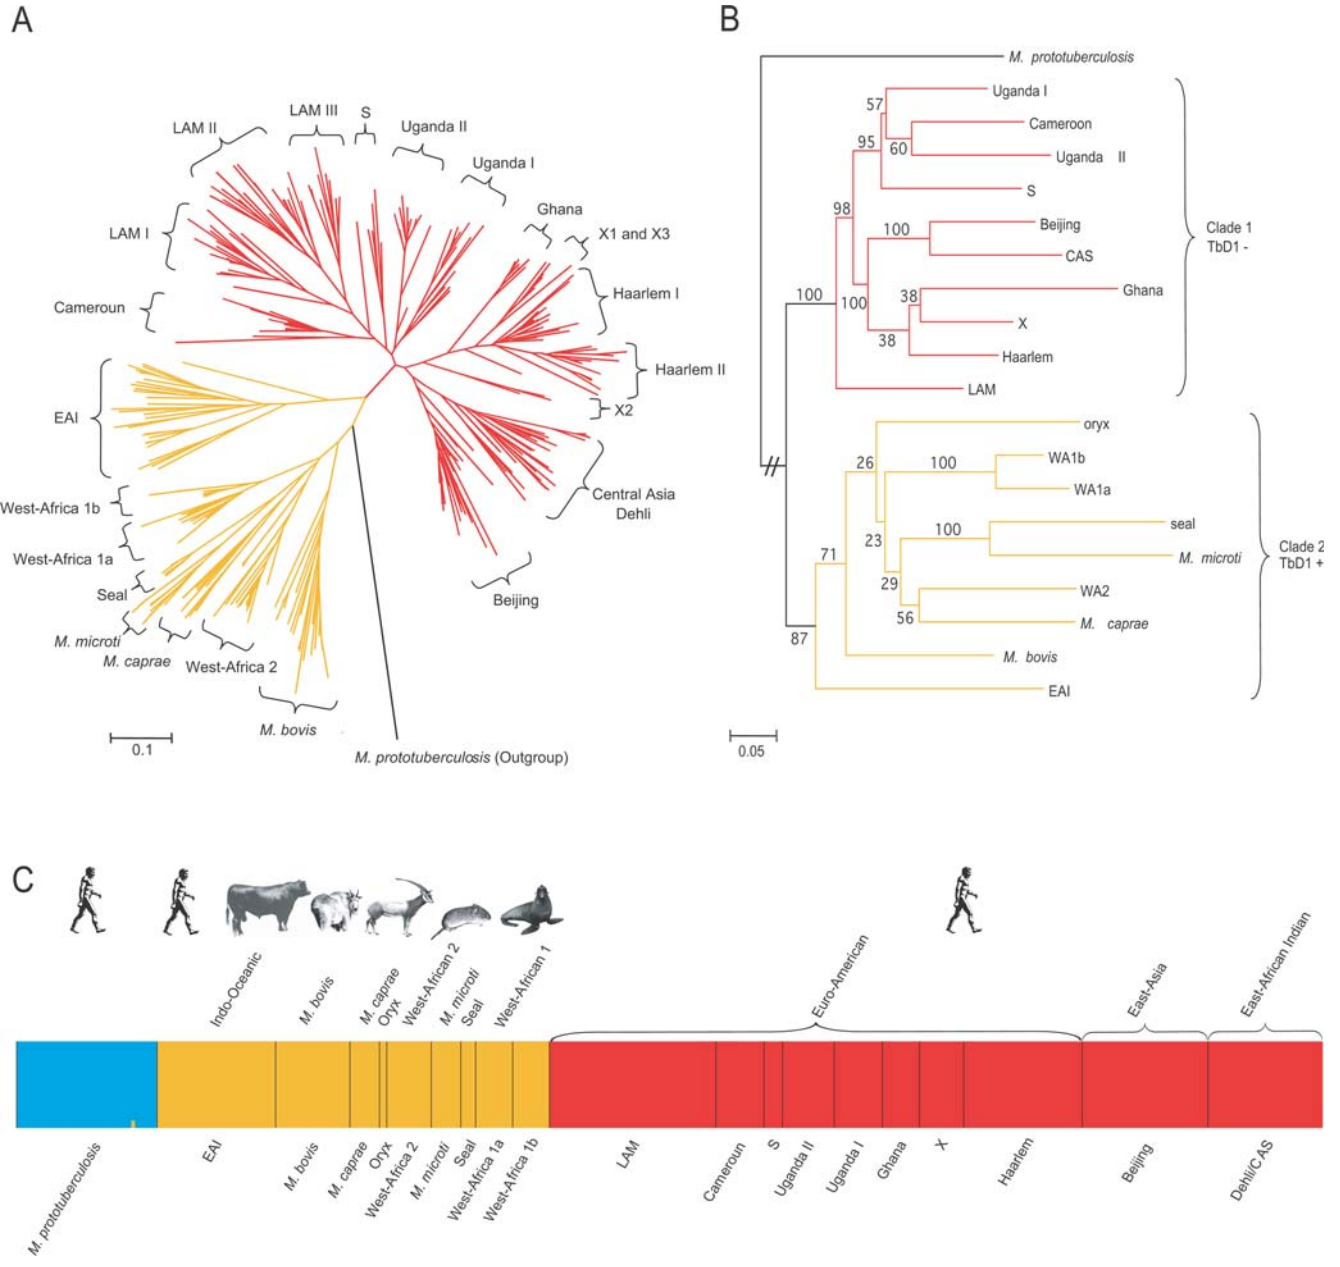 A
LAM II
LAM III
S
Uganda II
Uganda I
Ghana
X1 and X3
LAM I
Haarlem I
Cameroun
Haarlem II
EAI
X2
Central Asia
Dehli
West-Africa 1b
West-Africa 1a
Seal
Beijing
M. microti
M. caprae
West-Africa 2
M. bovis
0.1
M. prototuberculosis (Outgroup)
B
M. prototuberculosis
Uganda I
57
Cameroon
95
60
Uganda II
S
98
Beijing
100
CAS
Clade 1
TbD1 -
100
100
38
Ghana
X
38
Haarlem
LAM
oryx
26
100
WA1b
WA1a
seal
23
100
71
M. microti
Clade 2
TbD1 +
29
WA2
56
M. caprae
87
M. bovis
EAI
0.05
C
Indo-Oceanic
M. bovis
M. caprae
Oryx
West-African 2
M. microti
Seal
West-African 1
Euro-American
East-Asia
East-African Indian
M. prototuberculosis
EAI
M. bovis
M. caprae
Oryx
West-Africa 2
M. microti
Seal
West-Africa 1a
West-Africa 1b
LAM
Cameroun
S
Uganda II
Uganda I
Ghana
X
Haarlem
Beijing
Dehli/CAS